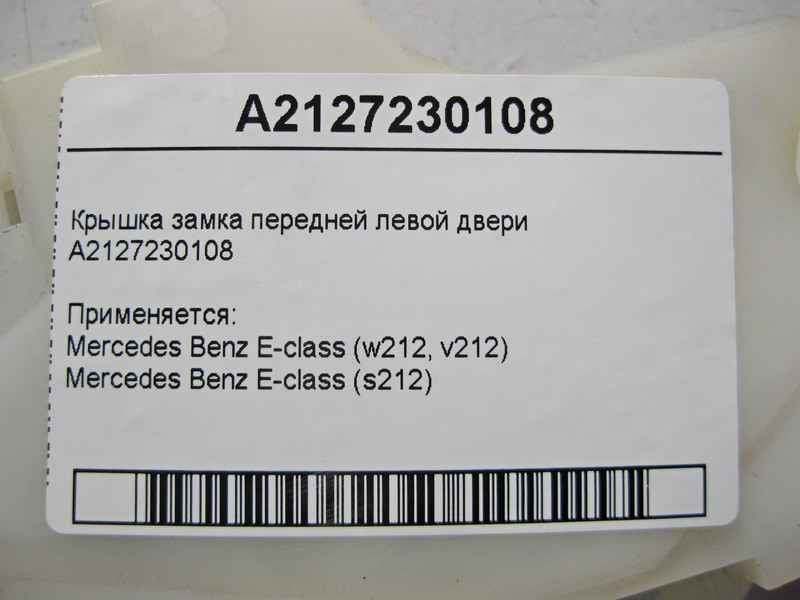 A2127230108
Крышка замка передней левой двери
A2127230108
Применяется:
Mercedes Benz E-class (w212, v212)
Mercedes Benz E-class (s212)